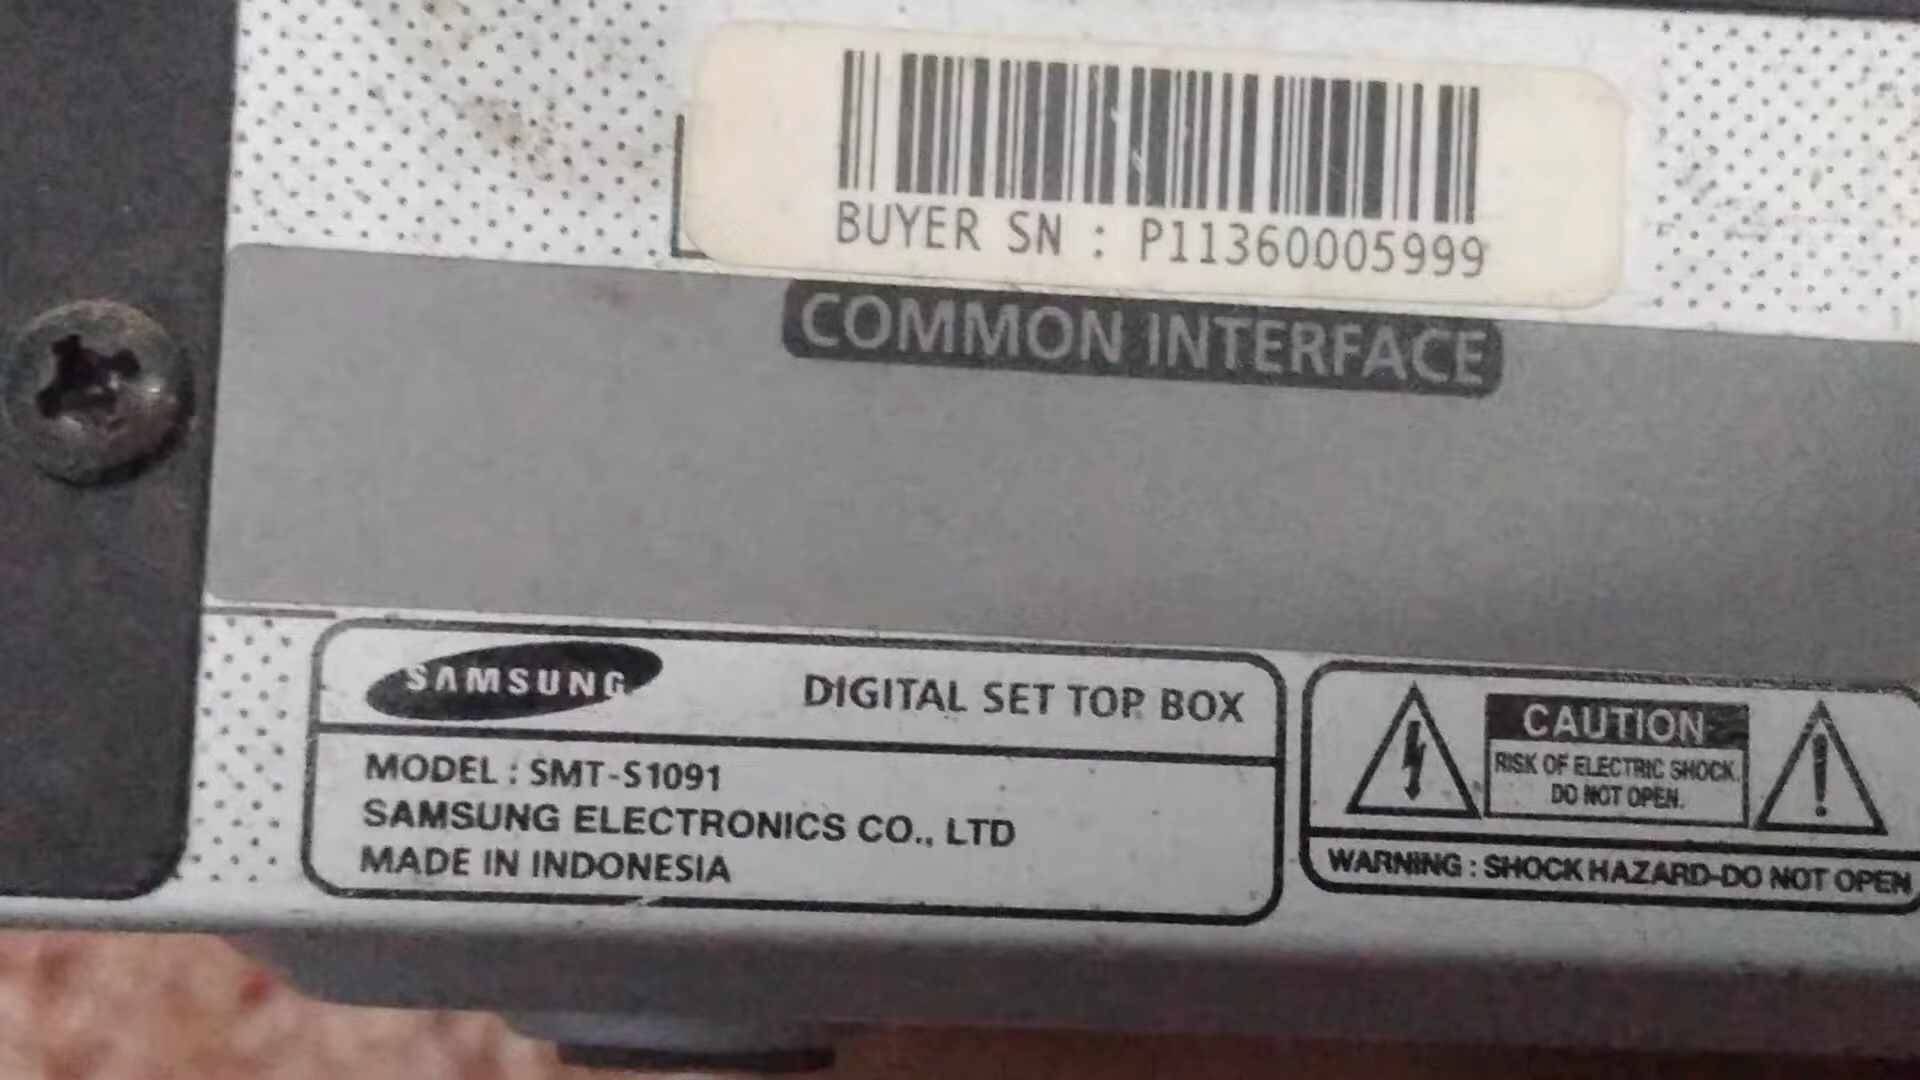 BUYER SN : P11360005999
COMMON INTERFACE
SAMSUNG
DIGITAL SET TOP BOX
MODEL : SMT-S1091
SAMSUNG ELECTRONICS CO., LTD
MADE IN INDONESIA
CAUTION
RISK OF ELECTRIC SHOCK.
DO NOT OPEN.
WARNING : SHOCK HAZARD-DO NOT OPEN